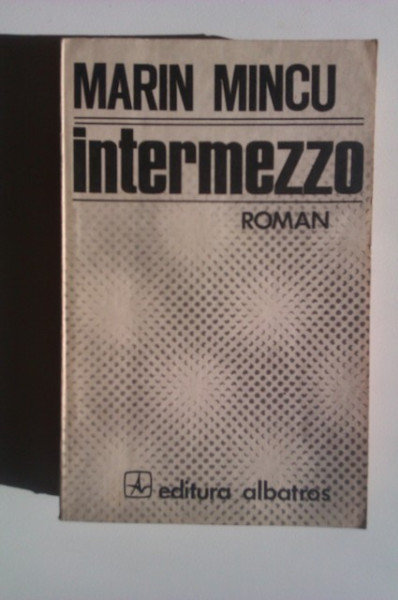 MARIN MINCU
intermezzo
ROMAN
editura albatros